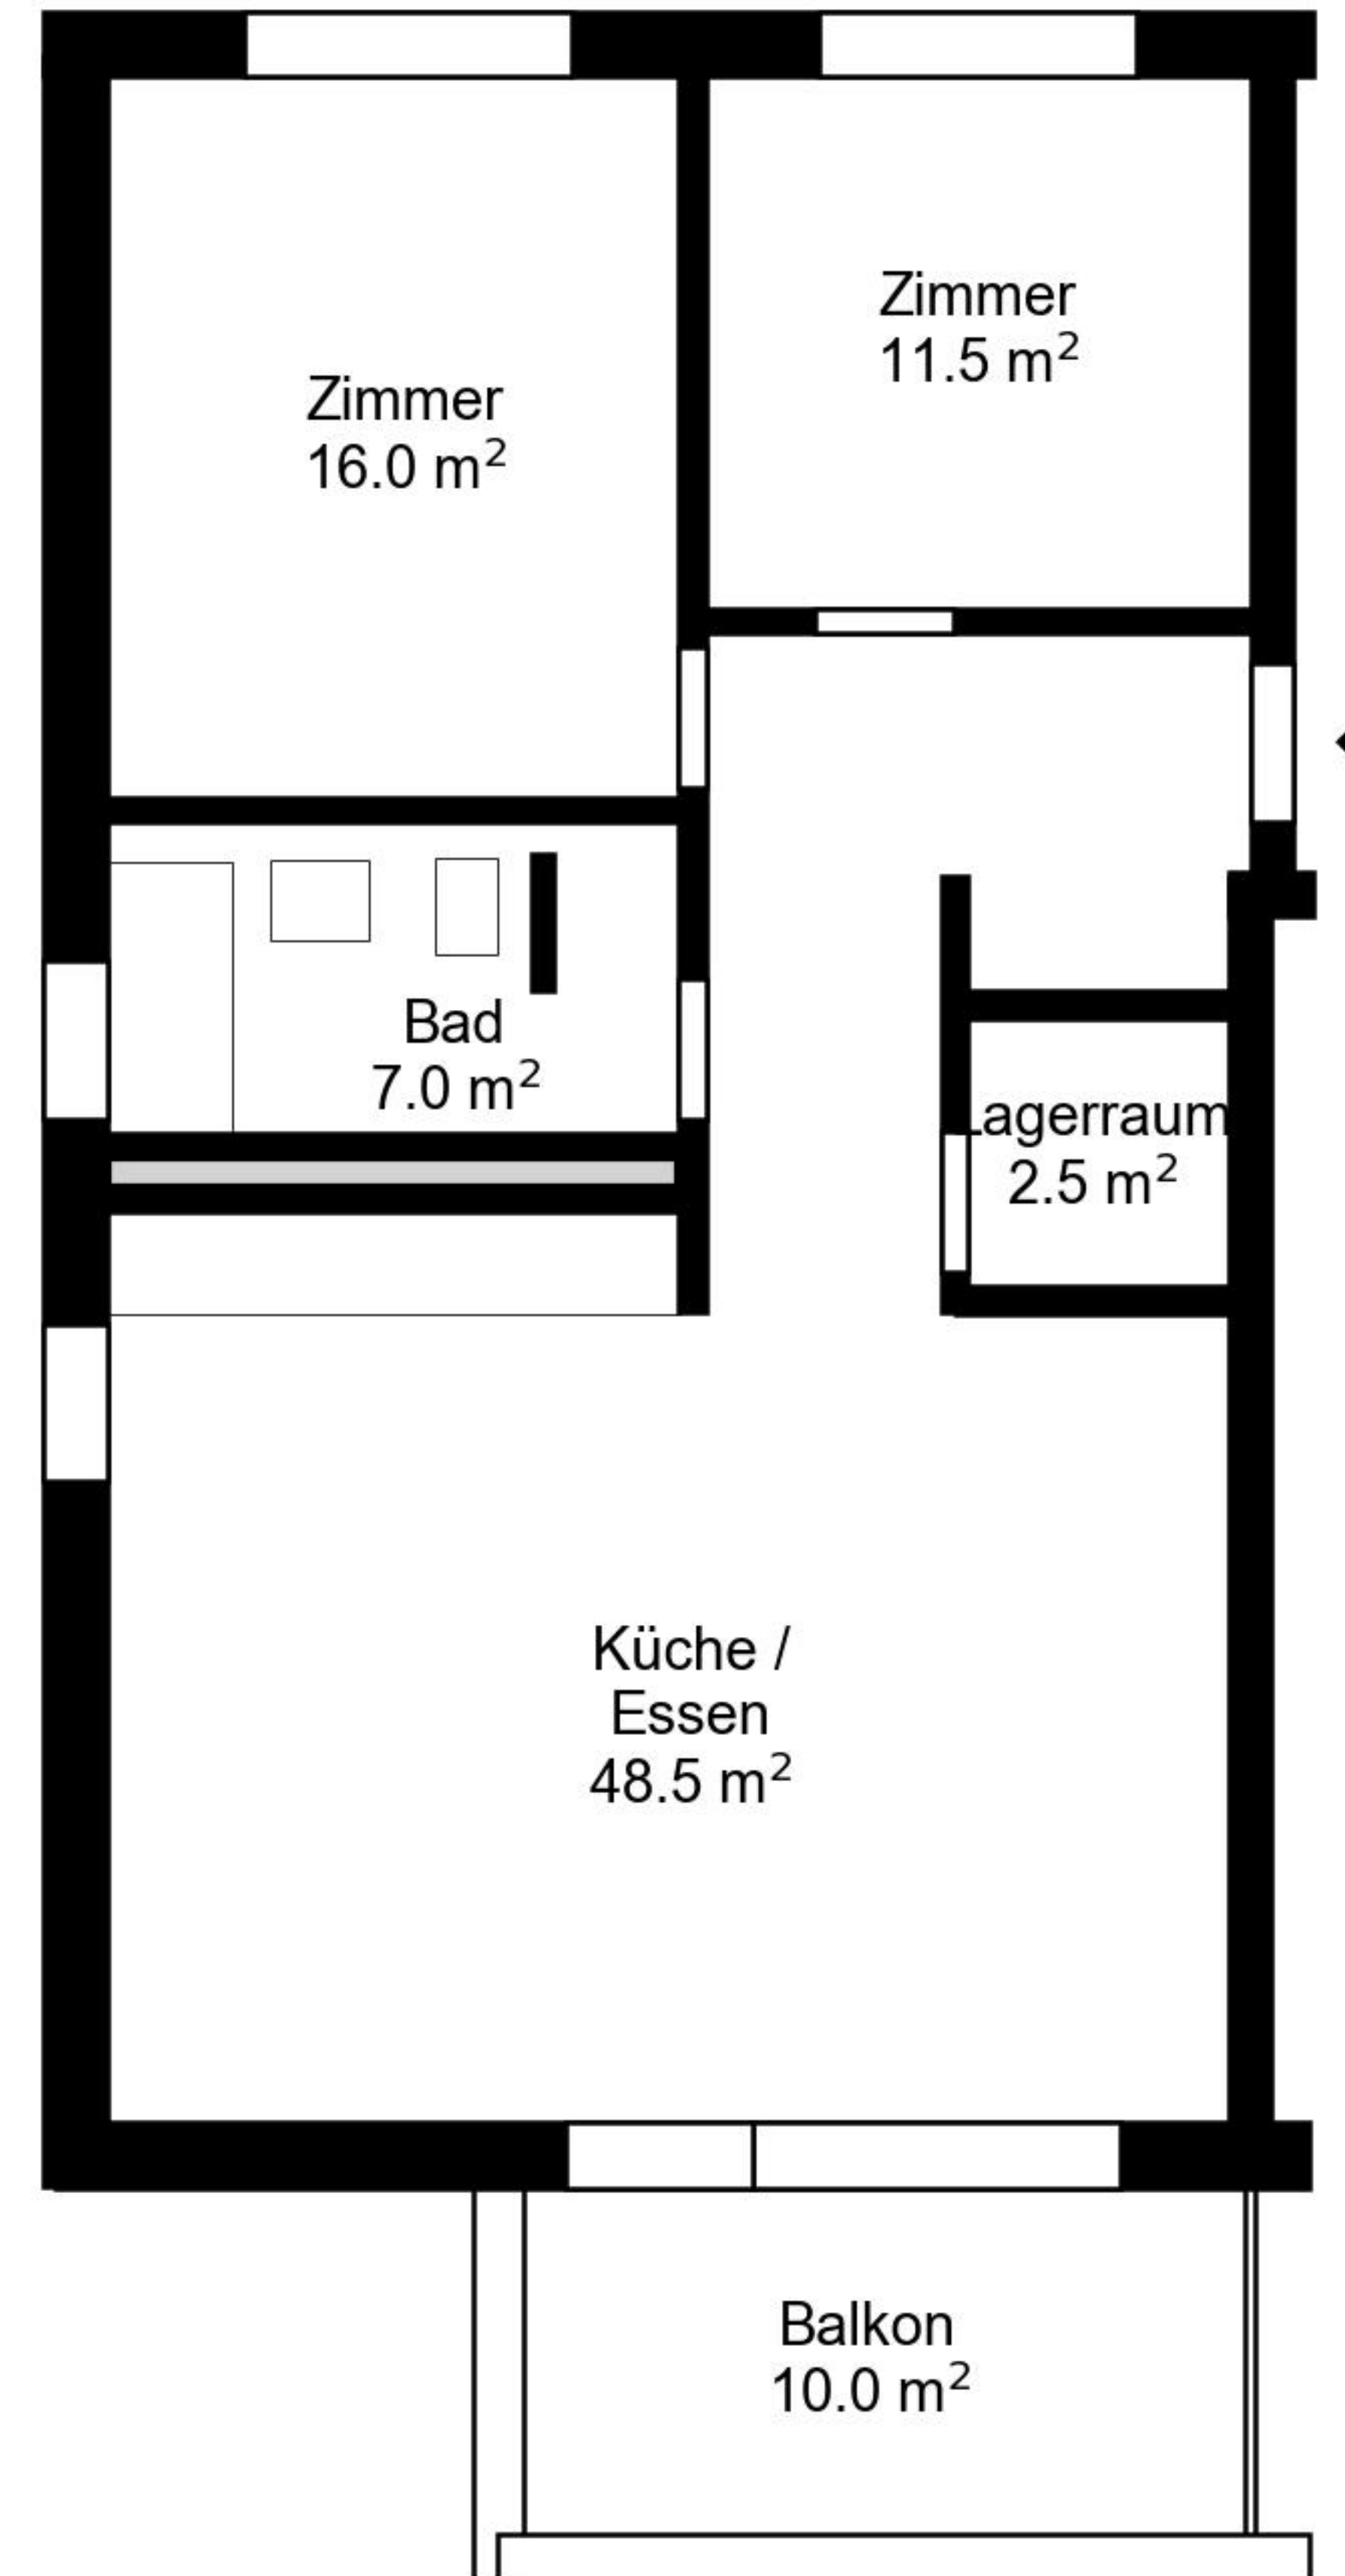 Zimmer
11.5 m²
Zimmer
16.0 m²
Bad
7.0 m²
Lagerraum
2.5 m²
Küche /
Essen
48.5 m²
Balkon
10.0 m²